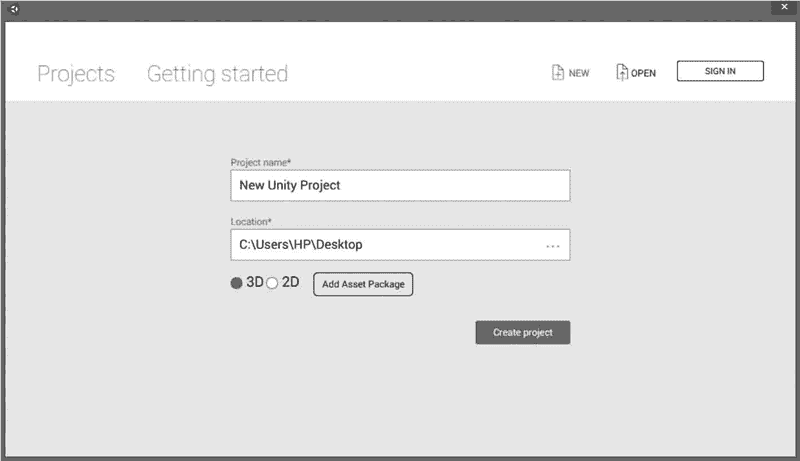 Projects Getting started NEW OPEN SIGN IN
Project name*
New Unity Project
Location*
C:\Users\HP\Desktop ...
3D 2D Add Asset Package
Create project